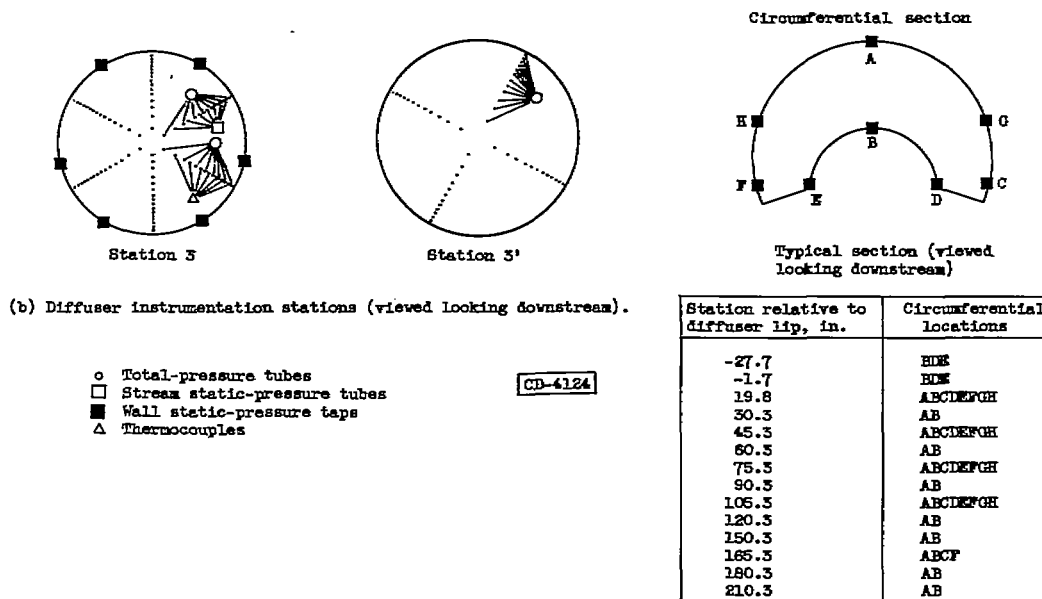 Circumferential section
A
H
G
B
F
E
D
C
Station 3
Station 3'
Typical section (viewed
looking downstream)
(b) Diffuser instrumentation stations (viewed looking downstream).
Total-pressure tubes
Stream static-pressure tubes
Wall static-pressure taps
Thermocouples
CD-4124
Station relative to diffuser lip, in. Circumferential locations
-27.7 BDE
-1.7 BDE
19.8 ABCDEFGH
30.3 AB
45.3 ABCDEFGH
60.3 AB
75.3 ABCDEFGH
90.3 AB
105.3 ABCDEFGH
120.3 AB
150.3 AB
165.3 ABCF
180.3 AB
210.3 AB